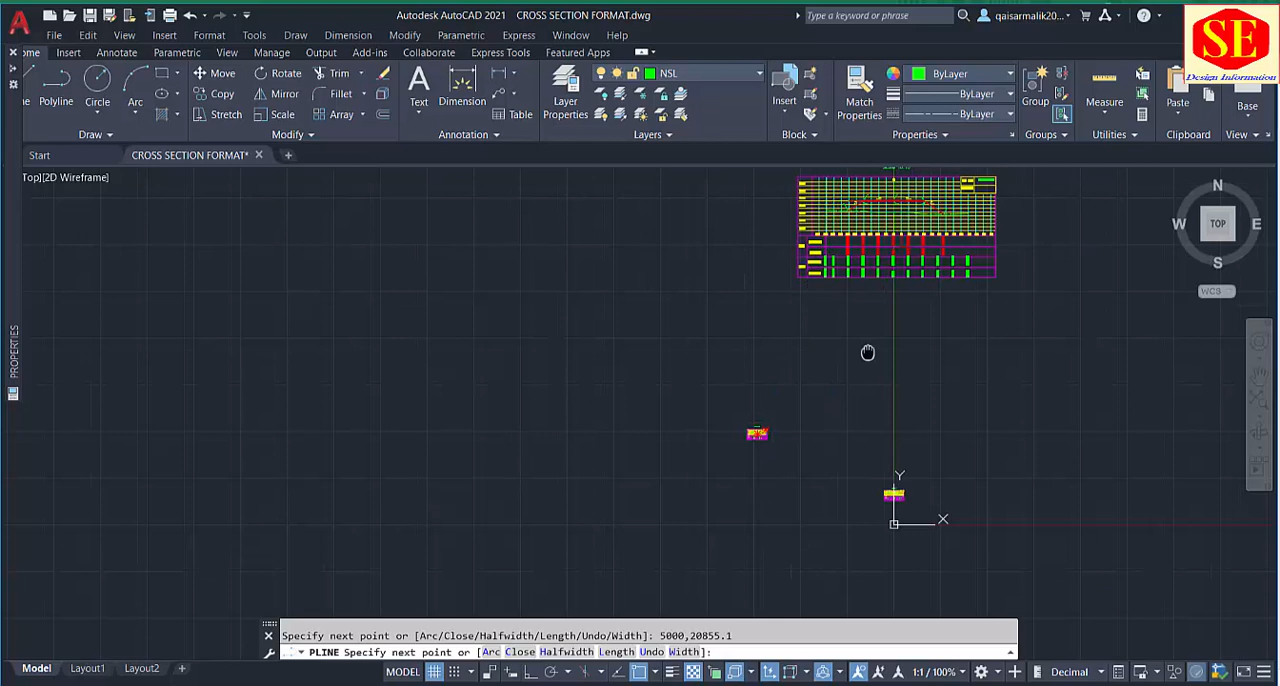 Autodesk AutoCAD 2021 CROSS SECTION FORMAT.dwg
Type a keyword or phrase
qaisarmalik20...
SE
Design Information
File Edit View Insert Format Tools Draw Dimension Modify Parametric Express Window Help
ome Insert Annotate Parametric View Manage Output Add-ins Collaborate Express Tools Featured Apps
Move Rotate Trim
NSL
ByLayer
Polyline Circle Arc
Copy Mirror Fillet
Text Dimension
Layer Properties
Insert
Match Properties
ByLayer
Group Measure Paste Base
Stretch Scale Array
Table
ByLayer
Draw Modify Annotation Layers Block Properties Groups Utilities Clipboard View
Start CROSS SECTION FORMAT*
Top][2D Wireframe]
N
W TOP E
S
WCS
PROPERTIES
Y
X
Specify next point or [Arc/Close/Halfwidth/Length/Undo/Width]: 5000,20855.1
PLINE Specify next point or [Arc Close Halfwidth Length Undo Width]:
Model Layout1 Layout2
MODEL
1:1/100%
Decimal